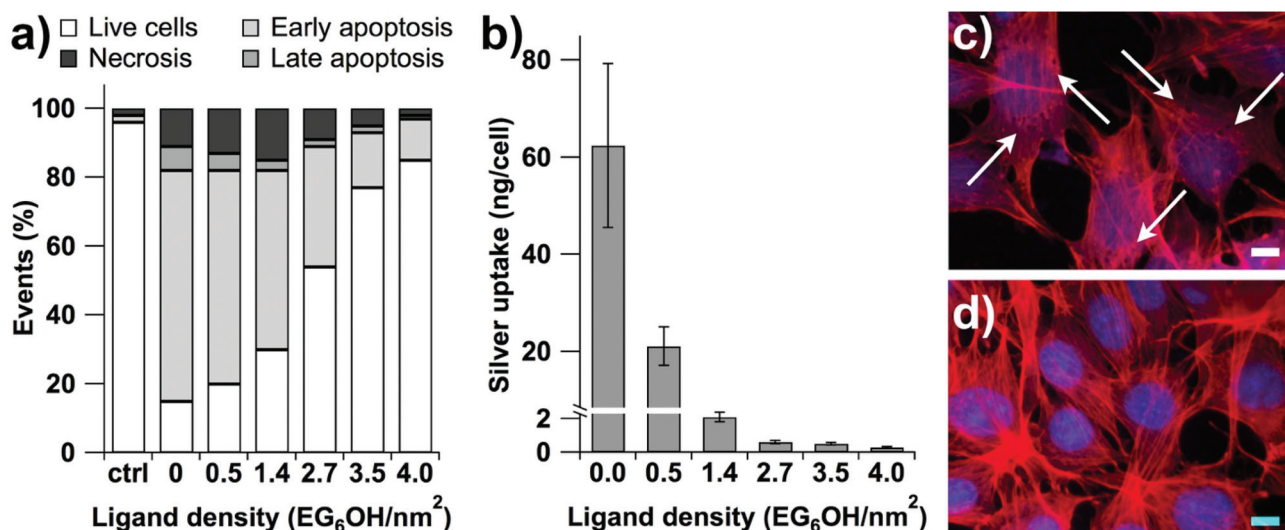 a)
Live cells
Early apoptosis
Necrosis
Late apoptosis
Events (%)
100
80
60
40
20
0
ctrl 0 0.5 1.4 2.7 3.5 4.0
Ligand density (EG₆OH/nm²)
b)
Silver uptake (ng/cell)
80
60
40
20
2
0
0.0 0.5 1.4 2.7 3.5 4.0
Ligand density (EG₆OH/nm²)
c)
d)